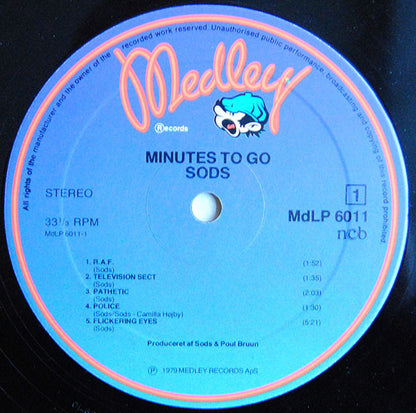 All rights of the manufacturer and the owner of the recorded work reserved. Unauthorised public performance, broadcasting and copying of this record prohibited.
Medley
Ⓡecords
MINUTES TO GO
SODS
STEREO
1
33⅓ RPM
MdLP 6011
MdLP 6011-1
ncb
1. R.A.F. (1:52)
(Sods)
2. TELEVISION SECT (1:35)
(Sods)
3. PATHETIC (2:03)
(Sods)
4. POLICE (1:30)
(Sods/Sods - Camilla Højby)
5. FLICKERING EYES (5:21)
(Sods)
Produceret af Sods & Poul Bruun
Ⓟ 1979 MEDLEY RECORDS ApS